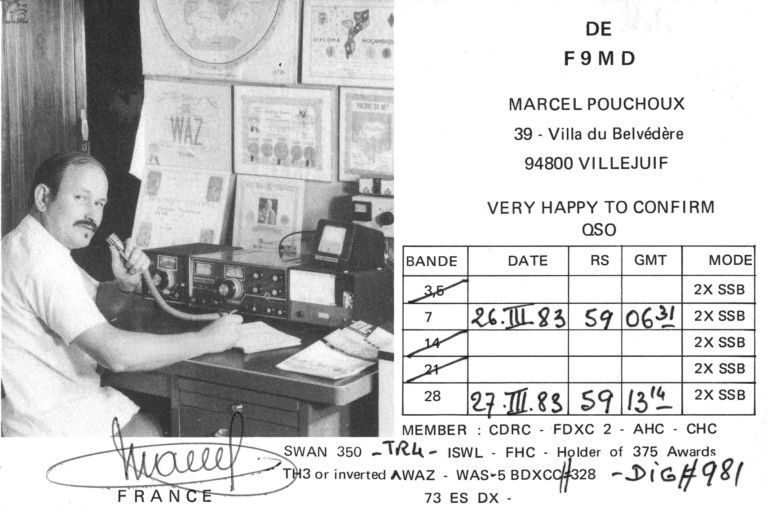 DIPLOMA MOÇAMBIQUE
WAZ
DE
F9MD
MARCEL POUCHOUX
39 - Villa du Belvédère
94800 VILLEJUIF
VERY HAPPY TO CONFIRM
QSO
BANDE DATE RS GMT MODE
3,5 2X SSB
7 26.III.83 59 06 31 2X SSB
14 2X SSB
21 2X SSB
28 27.III.83 59 13 14 2X SSB
MEMBER : CDRC - FDXC 2 - AHC - CHC
SWAN 350 - TR4 - ISWL - FHC - Holder of 375 Awards
TH3 or inverted ΛWAZ - WAS-5 BDXCC#328 - DiG#981
73 ES DX -
Marcel
FRANCE